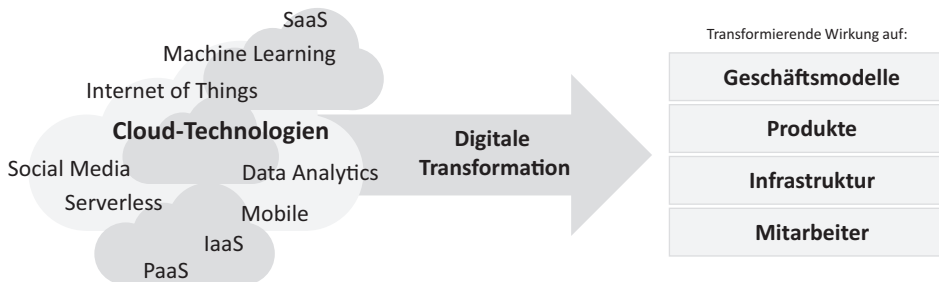 SaaS
Machine Learning
Internet of Things
Cloud-Technologien
Social Media
Data Analytics
Serverless
Mobile
IaaS
PaaS
Digitale
Transformation
Transformierende Wirkung auf:
Geschäftsmodelle
Produkte
Infrastruktur
Mitarbeiter